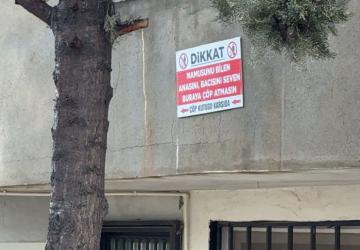 DİKKAT
NAMUSUNU BİLEN
ANASINI, BACISINI SEVEN
BURAYA ÇÖP ATMASIN
ÇÖP KUTUSU KARŞIDA